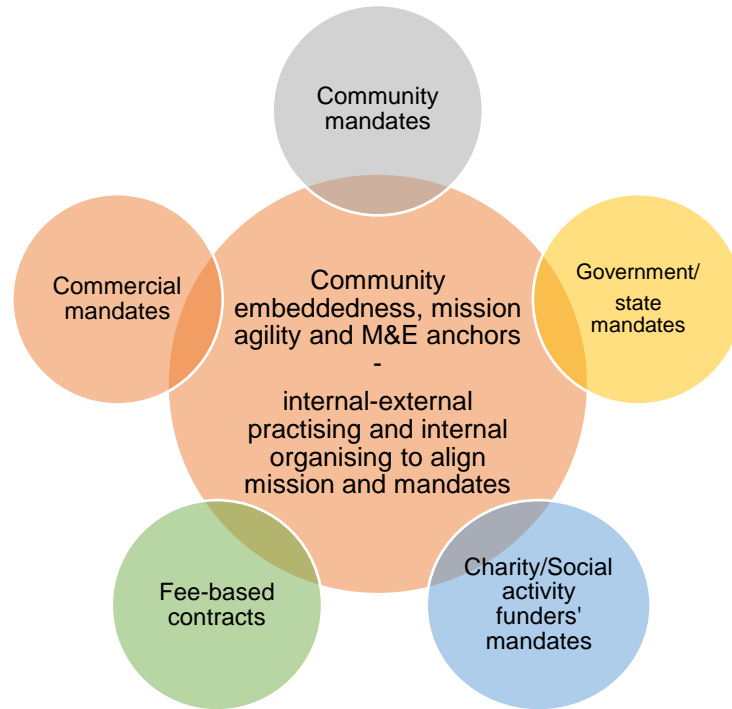 Community
mandates
Commercial
mandates
Community
embeddedness, mission
agility and M&E anchors
-
internal-external
practising and internal
organising to align
mission and mandates
Government/
state
mandates
Fee-based
contracts
Charity/Social
activity
funders'
mandates